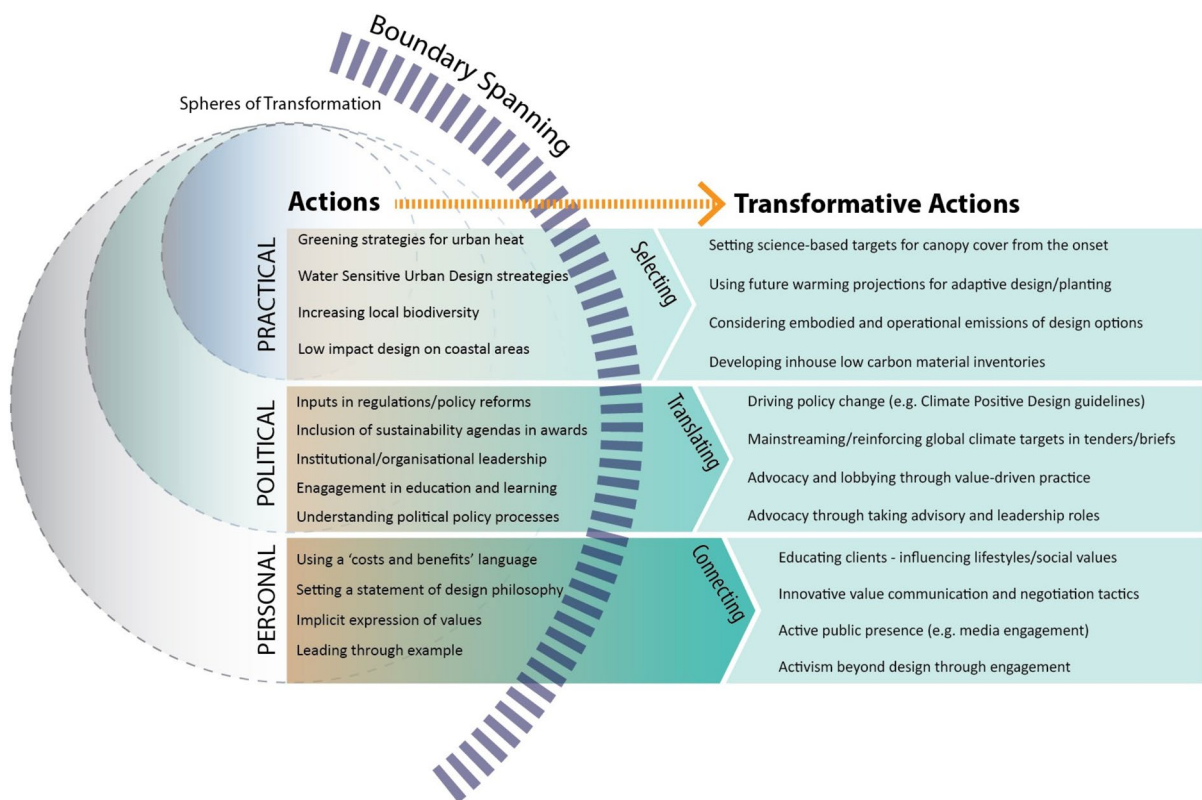 Boundary Spanning
Spheres of Transformation
Actions
Transformative Actions
PRACTICAL
Greening strategies for urban heat
Water Sensitive Urban Design streategies
Increasing local biodiversity
Low impact design on coastal areas
Selecting
Setting science-based targets for canopy cover from the onset
Using future warming projections for adaptive design/planting
Considering embodied and operational emissions of design options
Developing inhouse low carbon material inventories
POLITICAL
Inputs in regulations/policy reforms
Inclusion of sustainability agendas in awards
Institutional/organisational leadership
Enagagement in education and learning
Understanding political policy processes
Translating
Driving policy change (e.g. Climate Positive Design guidelines)
Mainstreaming/reinforcing global climate targets in tenders/briefs
Advocacy and lobbying through value-driven practice
Advocacy through taking advisory and leadership roles
PERSONAL
Using a ‘costs and benefits’ language
Setting a statement of design philosophy
Implicit expression of values
Leading through example
Connecting
Educating clients - influencing lifestyles/social values
Innovative value communication and negotiation tactics
Active public presence (e.g. media engagement)
Activism beyond design through engagement